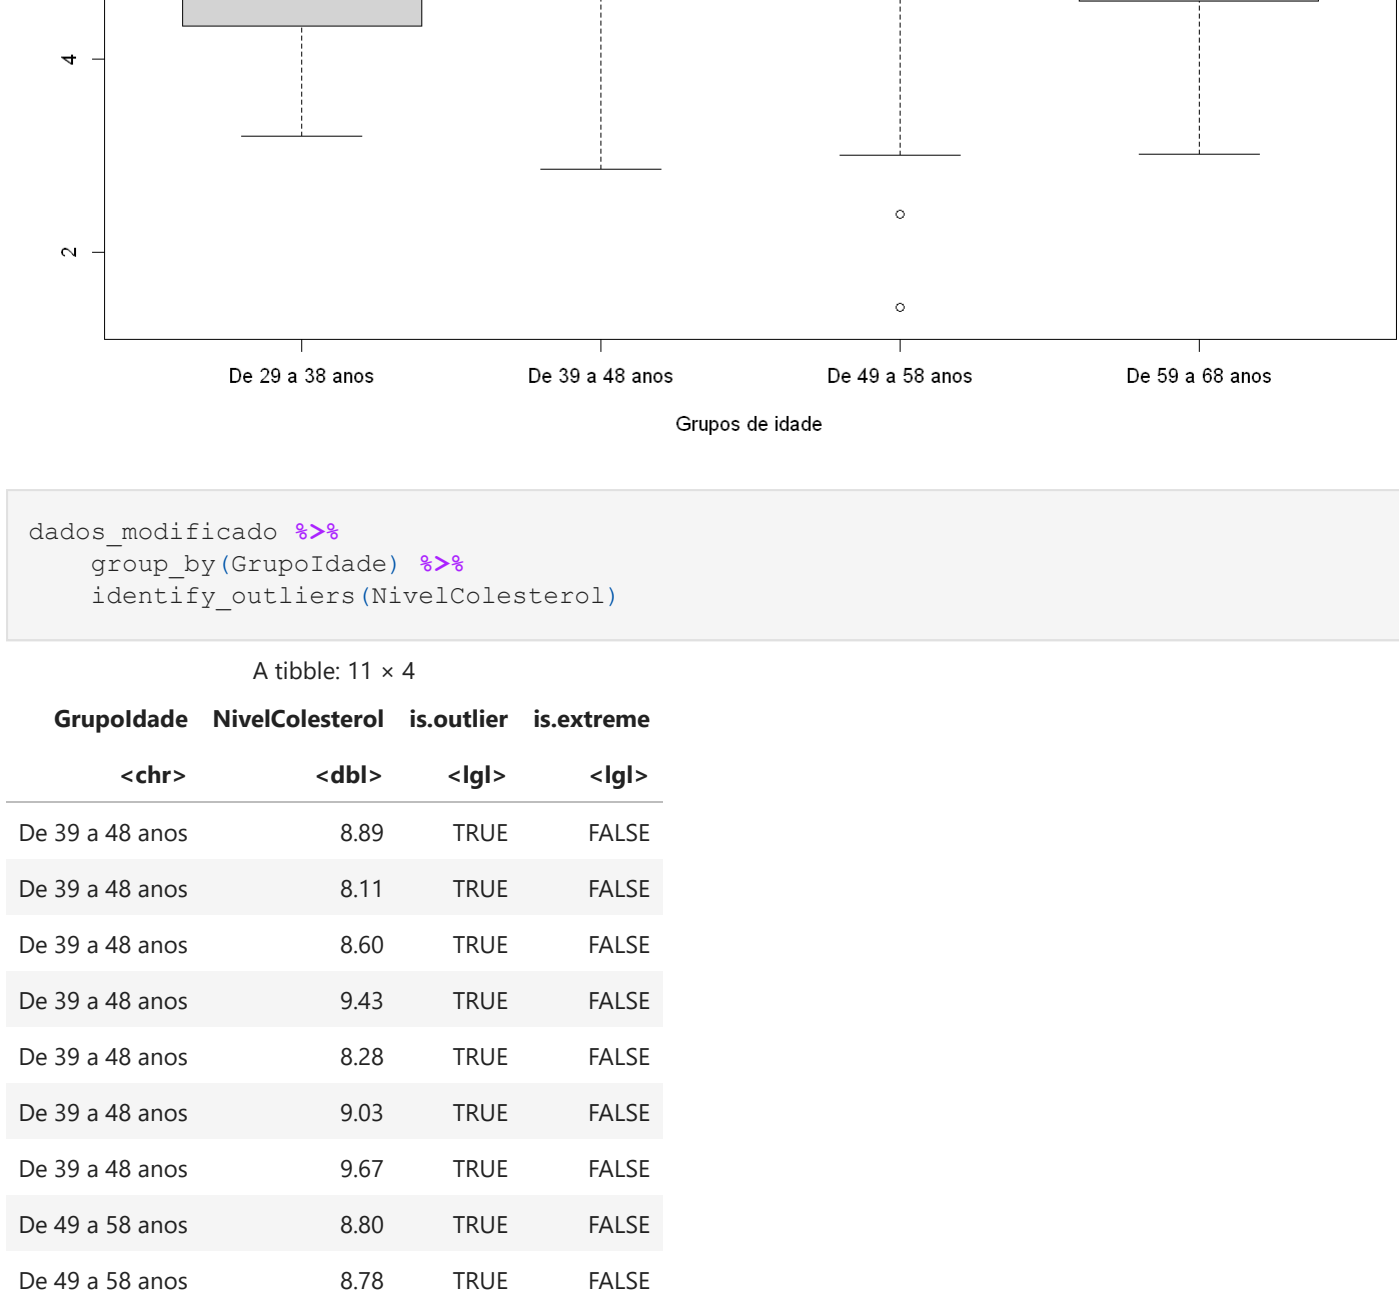 4
2
De 29 a 38 anos De 39 a 48 anos De 49 a 58 anos De 59 a 68 anos
Grupos de idade
dados_modificado %>%
group_by(GrupoIdade) %>%
identify_outliers(NivelColesterol)
A tibble: 11 × 4
GrupoIdade NivelColesterol is.outlier is.extreme
<chr> <dbl> <lgl> <lgl>
De 39 a 48 anos 8.89 TRUE FALSE
De 39 a 48 anos 8.11 TRUE FALSE
De 39 a 48 anos 8.60 TRUE FALSE
De 39 a 48 anos 9.43 TRUE FALSE
De 39 a 48 anos 8.28 TRUE FALSE
De 39 a 48 anos 9.03 TRUE FALSE
De 39 a 48 anos 9.67 TRUE FALSE
De 49 a 58 anos 8.80 TRUE FALSE
De 49 a 58 anos 8.78 TRUE FALSE